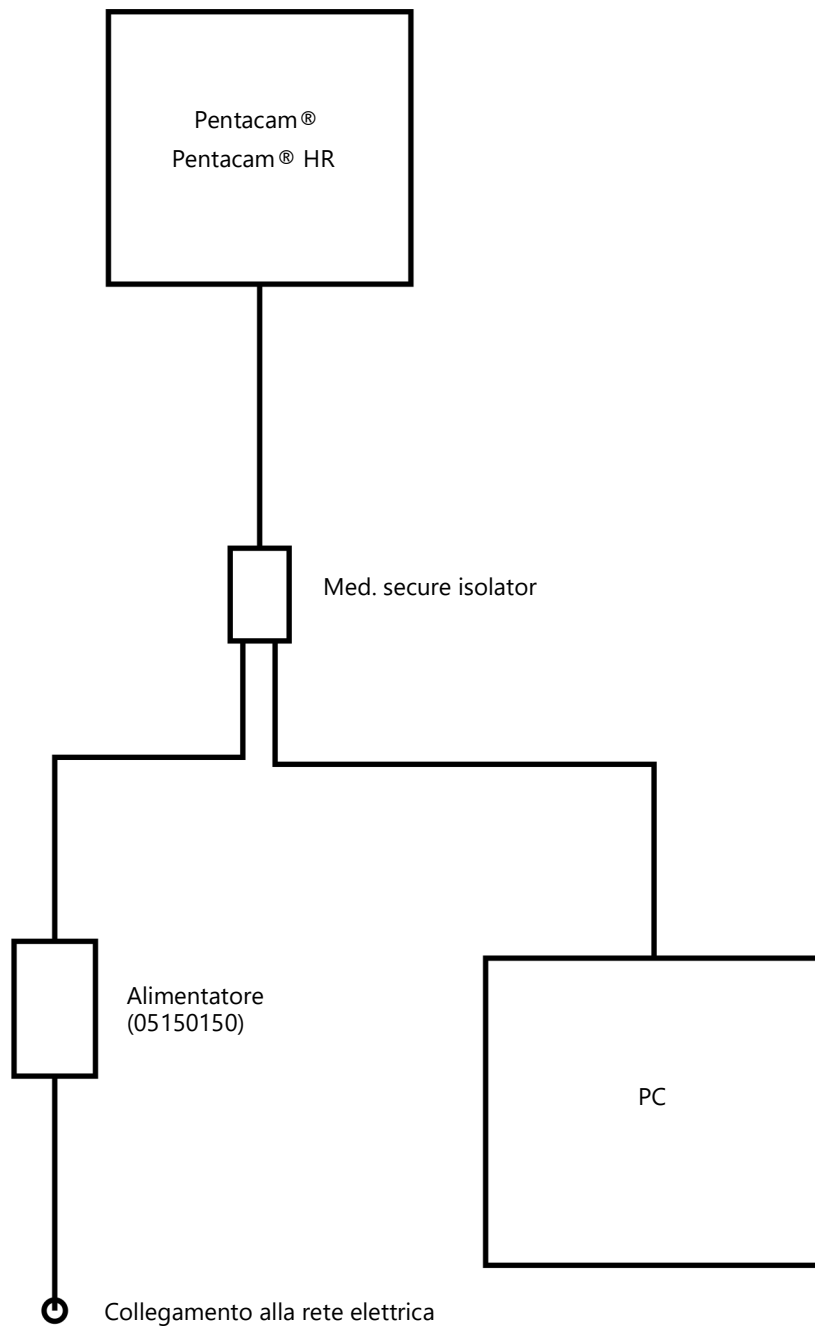 Pentacam®
Pentacam® HR
Med. secure isolator
Alimentatore
(05150150)
PC
Collegamento alla rete elettrica